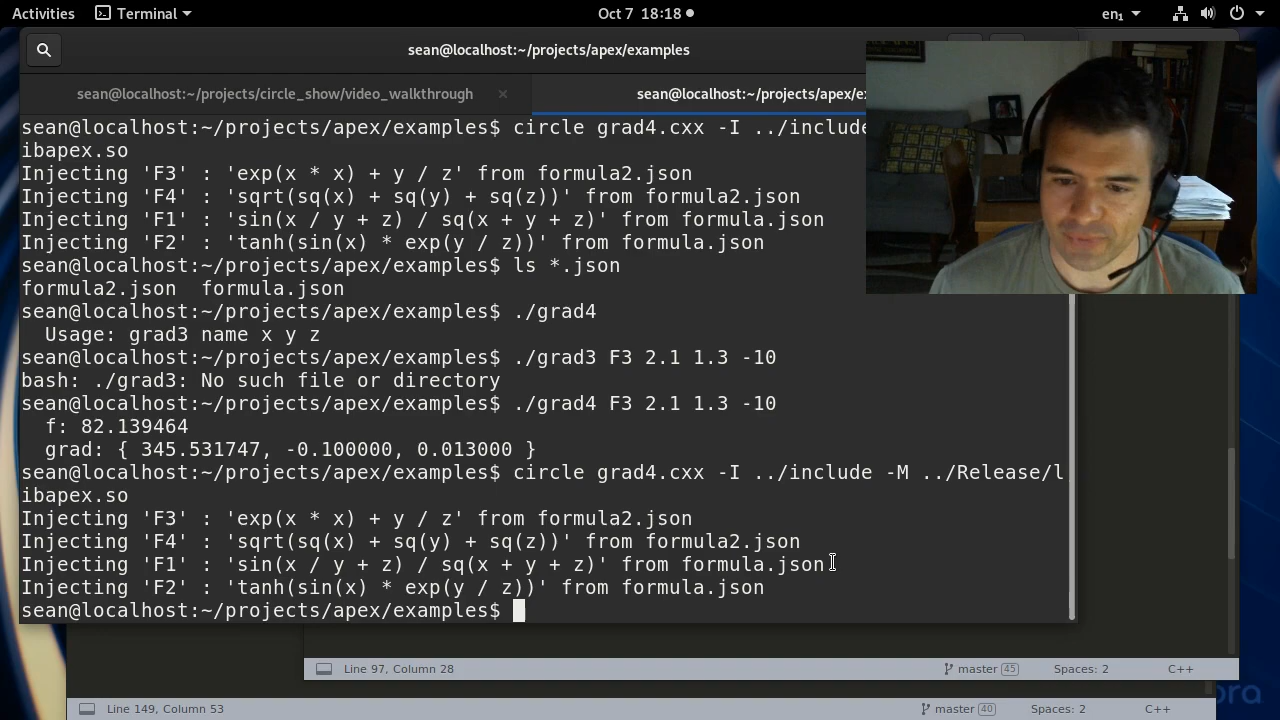 Activities
Terminal
Oct 7 18:18
en1
sean@localhost:~/projects/apex/examples
sean@localhost:~/projects/circle_show/video_walkthrough
sean@localhost:~/projects/apex/ex
sean@localhost:~/projects/apex/examples$ circle grad4.cxx -I ../include
ibapex.so
Injecting 'F3' : 'exp(x * x) + y / z' from formula2.json
Injecting 'F4' : 'sqrt(sq(x) + sq(y) + sq(z))' from formula2.json
Injecting 'F1' : 'sin(x / y + z) / sq(x + y + z)' from formula.json
Injecting 'F2' : 'tanh(sin(x) * exp(y / z))' from formula.json
sean@localhost:~/projects/apex/examples$ ls *.json
formula2.json  formula.json
sean@localhost:~/projects/apex/examples$ ./grad4
  Usage: grad3 name x y z
sean@localhost:~/projects/apex/examples$ ./grad3 F3 2.1 1.3 -10
bash: ./grad3: No such file or directory
sean@localhost:~/projects/apex/examples$ ./grad4 F3 2.1 1.3 -10
  f: 82.139464
  grad: { 345.531747, -0.100000, 0.013000 }
sean@localhost:~/projects/apex/examples$ circle grad4.cxx -I ../include -M ../Release/l
ibapex.so
Injecting 'F3' : 'exp(x * x) + y / z' from formula2.json
Injecting 'F4' : 'sqrt(sq(x) + sq(y) + sq(z))' from formula2.json
Injecting 'F1' : 'sin(x / y + z) / sq(x + y + z)' from formula.json
Injecting 'F2' : 'tanh(sin(x) * exp(y / z))' from formula.json
sean@localhost:~/projects/apex/examples$
Line 97, Column 28
master 45
Spaces: 2
C++
ora
Line 149, Column 53
master 40
Spaces: 2
C++